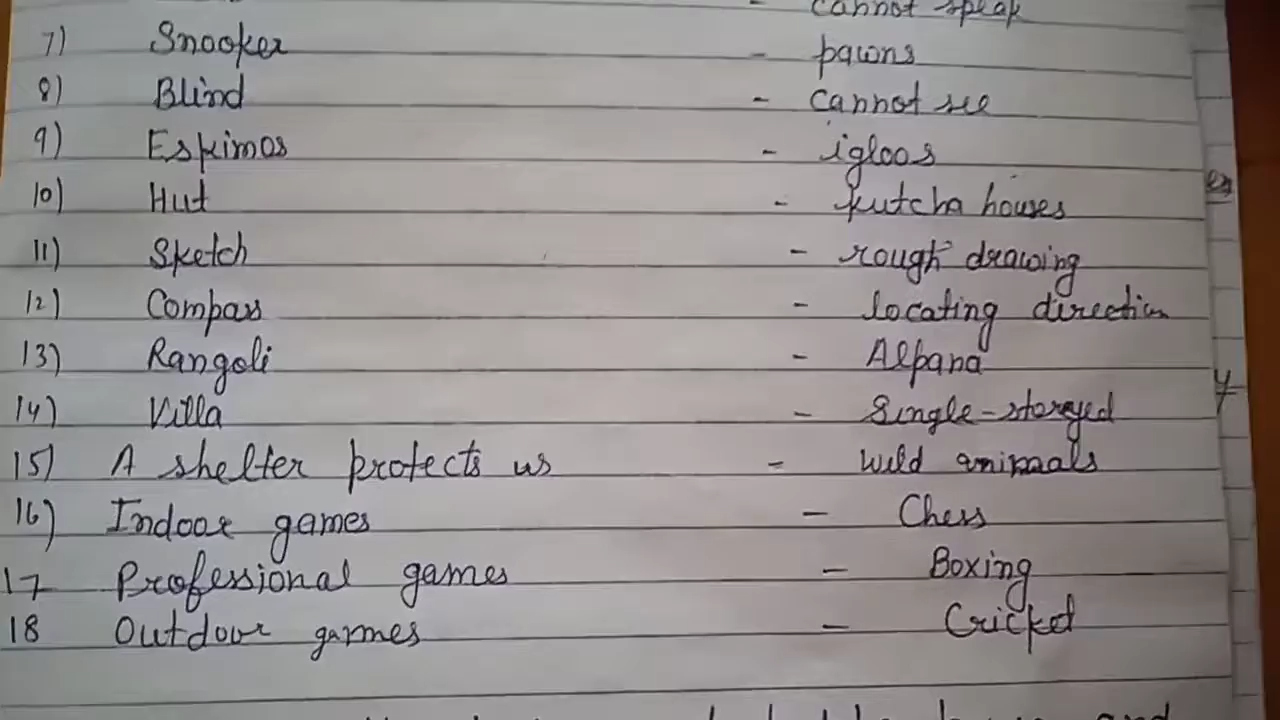 - cannot speak
7) Snooker - pawns
8) Blind - cannot see
9) Eskimos - igloos
10) Hut - kutcha houses
11) Sketch - rough drawing
12) Compass - locating direction
13) Rangoli - Alpana
14) Villa - Single-storeyed
15) A shelter protects us - wild animals
16) Indoor games - Chess
17 Professional games - Boxing
18 Outdoor games - Cricket